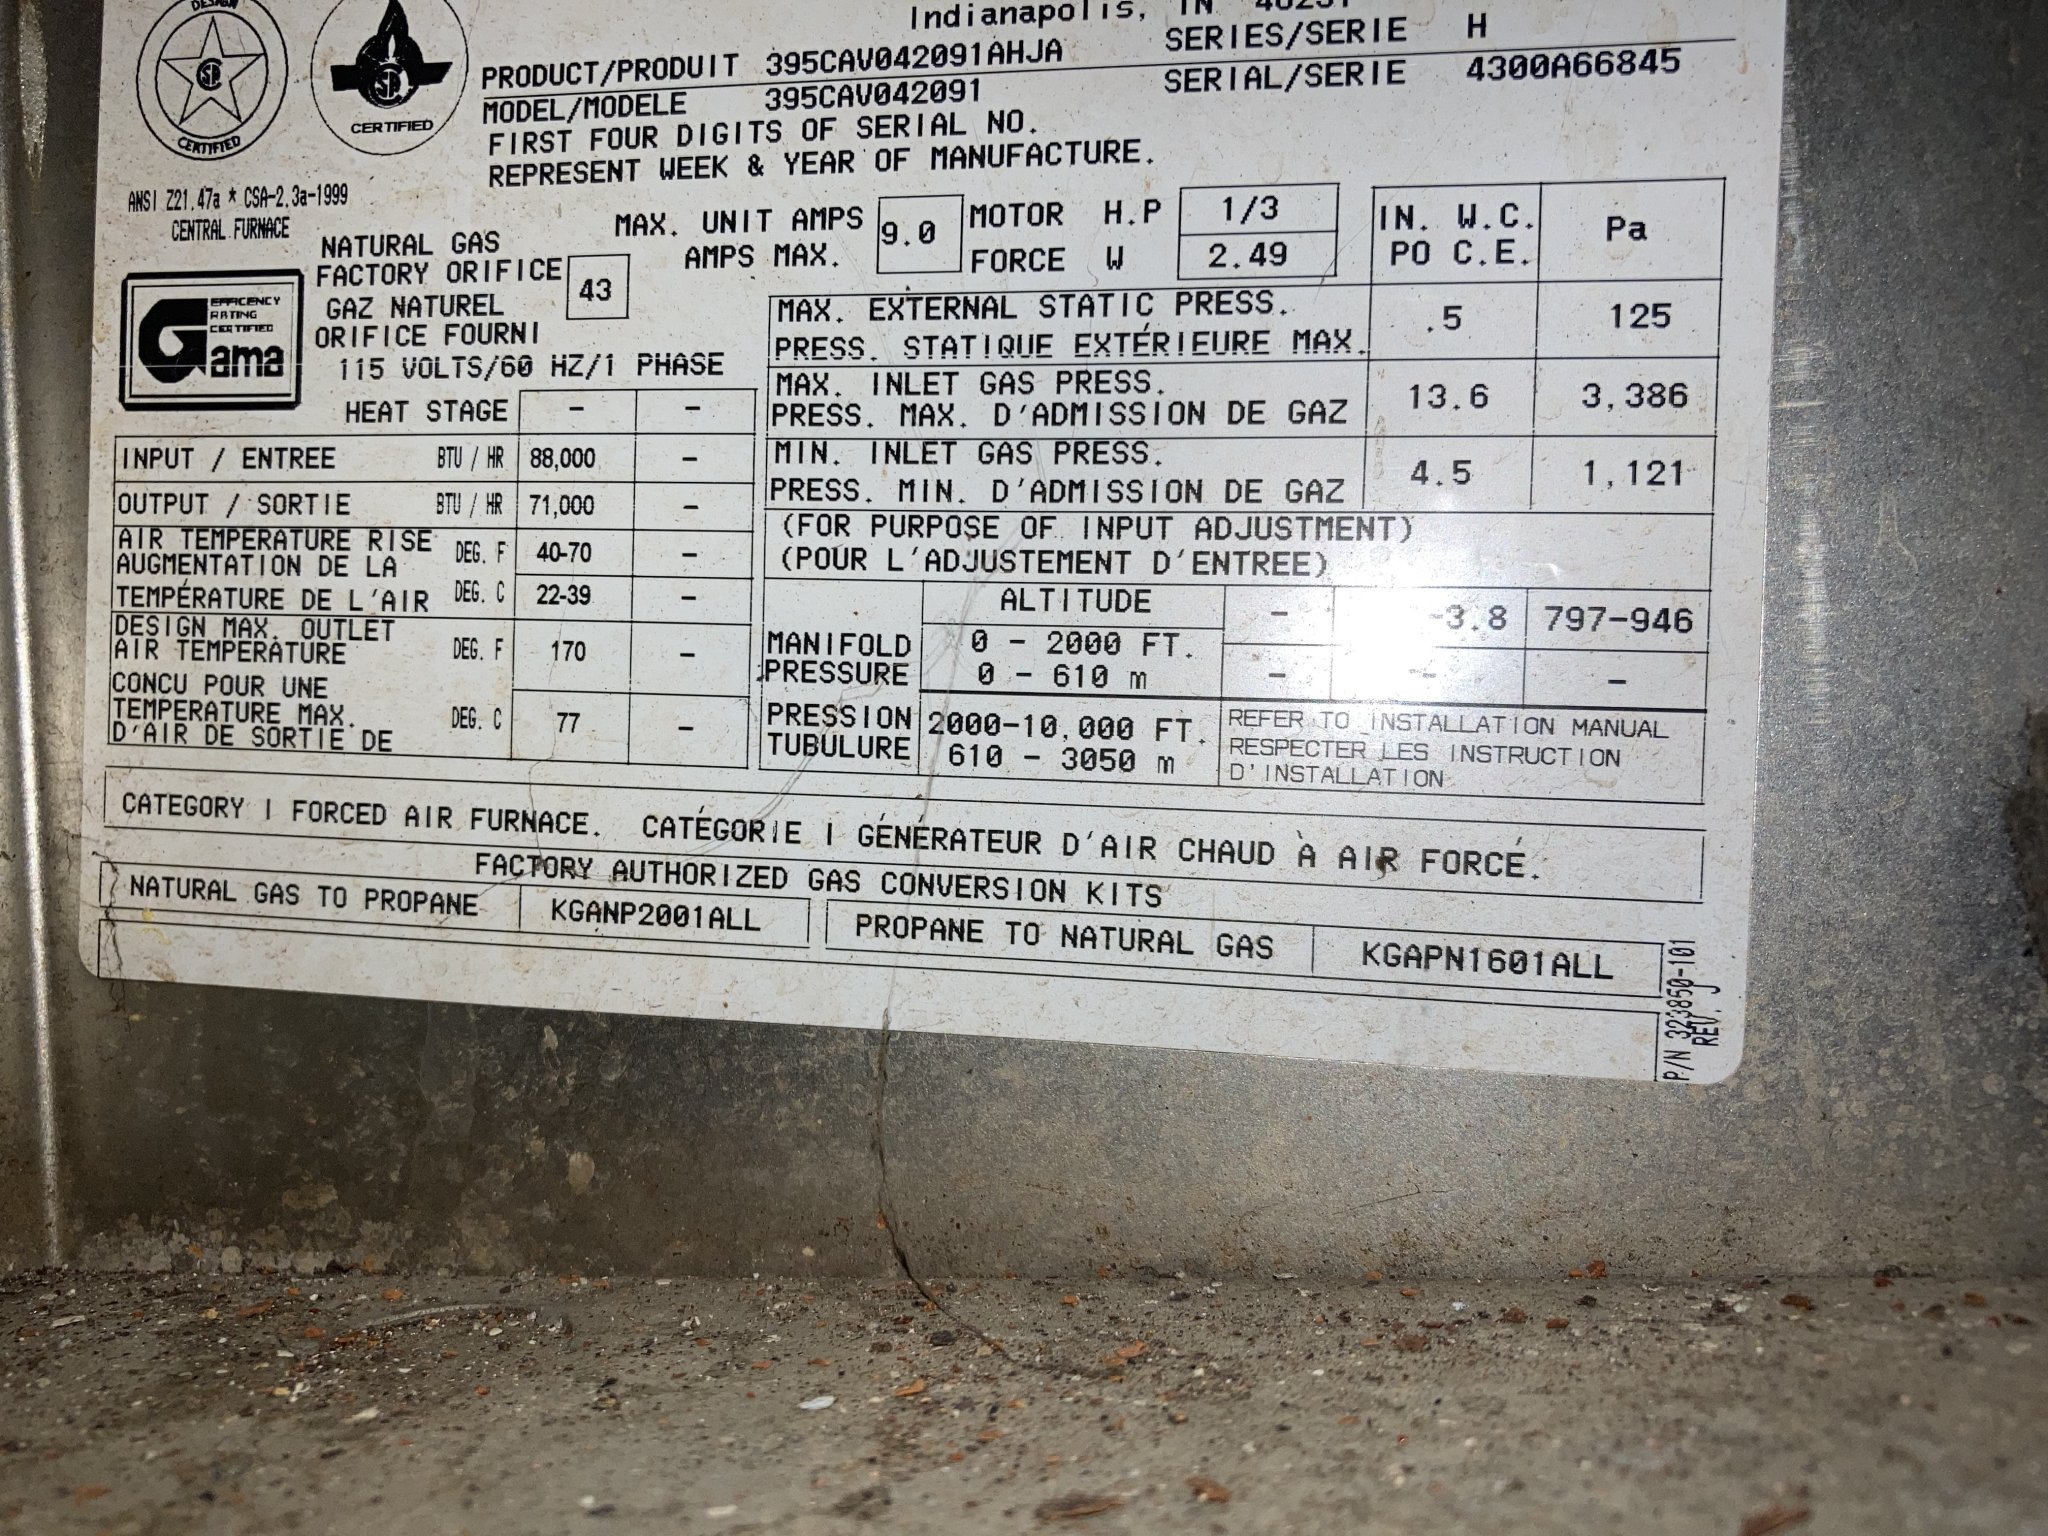 DESIGN
CERTIFIED
CERTIFIED
Indianapolis, IN 46231
PRODUCT/PRODUIT 395CAV042091AHJA SERIES/SERIE H
MODEL/MODELE 395CAV042091 SERIAL/SERIE 4300A66845
FIRST FOUR DIGITS OF SERIAL NO.
REPRESENT WEEK & YEAR OF MANUFACTURE.
ANSI Z21.47a * CSA-2.3a-1999
CENTRAL FURNACE
Gama
EFFICENCY
RATING
CERTIFIED
NATURAL GAS
FACTORY ORIFICE 43
GAZ NATUREL
ORIFICE FOURNI
MAX. UNIT AMPS 9.0
AMPS MAX.
MOTOR H.P 1/3
FORCE W 2.49
115 VOLTS/60 HZ/1 PHASE
HEAT STAGE - -
INPUT / ENTREE BTU / HR 88,000 -
OUTPUT / SORTIE BTU / HR 71,000 -
AIR TEMPERATURE RISE DEG. F 40-70 -
AUGMENTATION DE LA
TEMPÉRATURE DE L'AIR DEG. C 22-39 -
DESIGN MAX. OUTLET
AIR TEMPERATURE DEG. F 170 -
CONCU POUR UNE
TEMPERATURE MAX. DEG. C 77 -
D'AIR DE SORTIE DE
IN. W.C. Pa
PO C.E.
MAX. EXTERNAL STATIC PRESS. .5 125
PRESS. STATIQUE EXTÉRIEURE MAX.
MAX. INLET GAS PRESS. 13.6 3,386
PRESS. MAX. D'ADMISSION DE GAZ
MIN. INLET GAS PRESS. 4.5 1,121
PRESS. MIN. D'ADMISSION DE GAZ
(FOR PURPOSE OF INPUT ADJUSTMENT)
(POUR L'ADJUSTEMENT D'ENTREE)
ALTITUDE - -3.8 797-946
MANIFOLD 0 - 2000 FT.
PRESSURE 0 - 610 m - - -
PRESSION 2000-10,000 FT. REFER TO INSTALLATION MANUAL
TUBULURE 610 - 3050 m RESPECTER LES INSTRUCTION
D'INSTALLATION
CATEGORY I FORCED AIR FURNACE. CATÉGORIE I GÉNÉRATEUR D'AIR CHAUD À AIR FORCÉ.
FACTORY AUTHORIZED GAS CONVERSION KITS
NATURAL GAS TO PROPANE KGANP2001ALL PROPANE TO NATURAL GAS KGAPN1601ALL
P/N 323850-101
REV. J